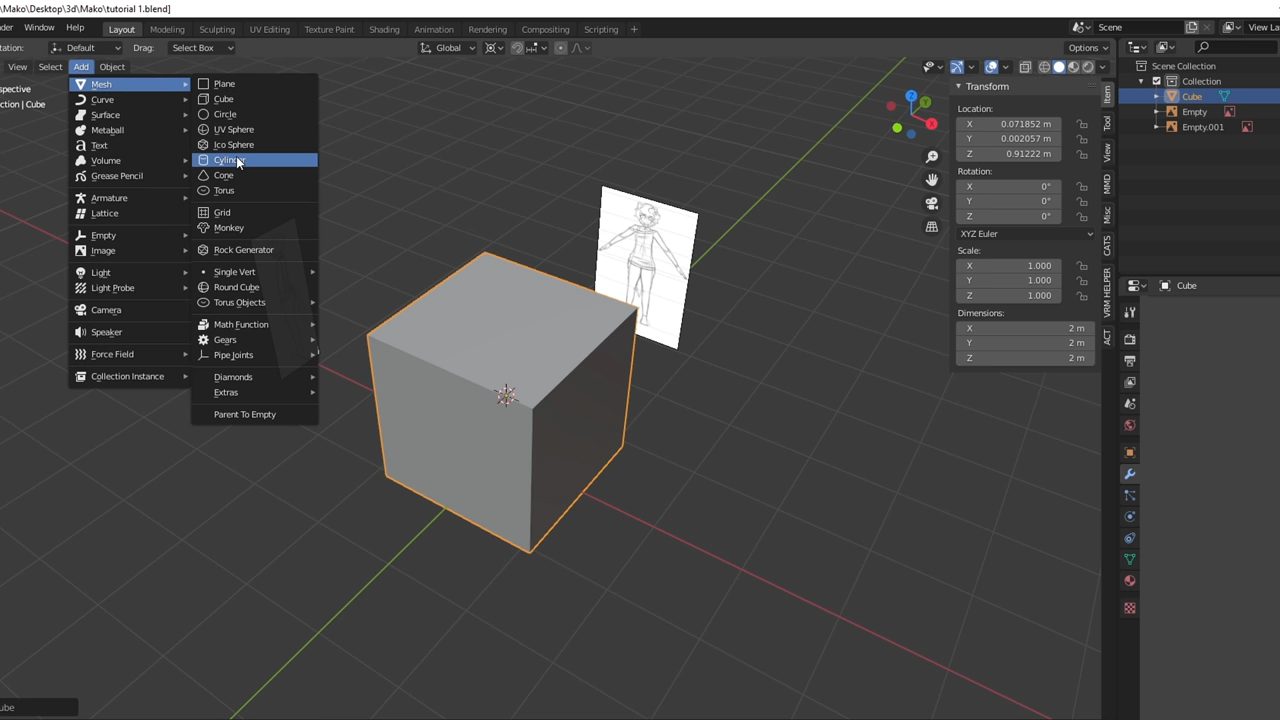 \Mako\Desktop\3d\Mako\tutorial 1.blend]
der Window Help Layout Modeling Sculpting UV Editing Texture Paint Shading Animation Rendering Compositing Scripting + Scene View La
tation: Default Drag: Select Box Global Options
View Select Add Object
spective
ection | Cube
Mesh
Curve
Surface
Metaball
Text
Volume
Grease Pencil
Armature
Lattice
Empty
Image
Light
Light Probe
Camera
Speaker
Force Field
Collection Instance
Plane
Cube
Circle
UV Sphere
Ico Sphere
Cylinder
Cone
Torus
Grid
Monkey
Rock Generator
Single Vert
Round Cube
Torus Objects
Math Function
Gears
Pipe Joints
Diamonds
Extras
Parent To Empty
Z
Y
X
Transform
Location:
X 0.071852 m
Y 0.002057 m
Z 0.91222 m
Rotation:
X 0°
Y 0°
Z 0°
XYZ Euler
Scale:
X 1.000
Y 1.000
Z 1.000
Dimensions:
X 2 m
Y 2 m
Z 2 m
Item
Tool
View
MMD
Misc
CATS
VRM HELPER
ACT
Scene Collection
Collection
Cube
Empty
Empty.001
Cube
ube